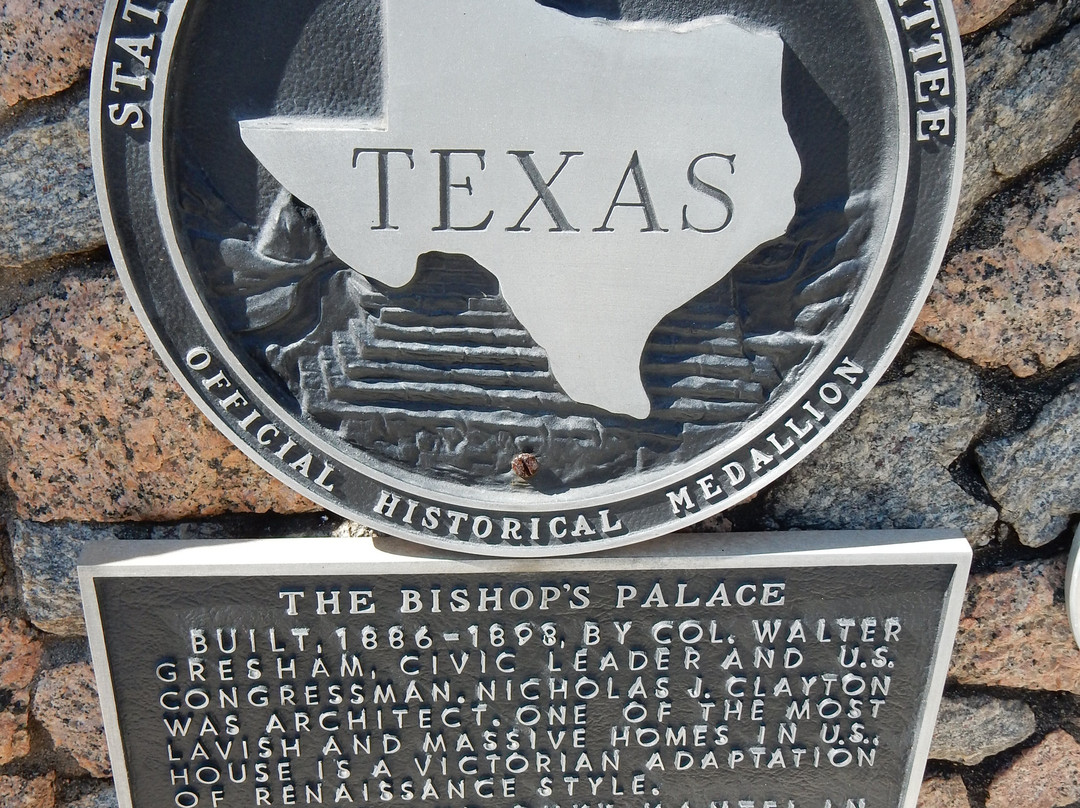 STAT
ITTEE
TEXAS
OFFICIAL HISTORICAL MEDALLION
THE BISHOP'S PALACE
BUILT, 1886-1893, BY COL. WALTER
GRESHAM, CIVIC LEADER AND U.S.
CONGRESSMAN. NICHOLAS J. CLAYTON
WAS ARCHITECT. ONE OF THE MOST
LAVISH AND MASSIVE HOMES IN U.S.,
HOUSE IS A VICTORIAN ADAPTATION
OF RENAISSANCE STYLE.